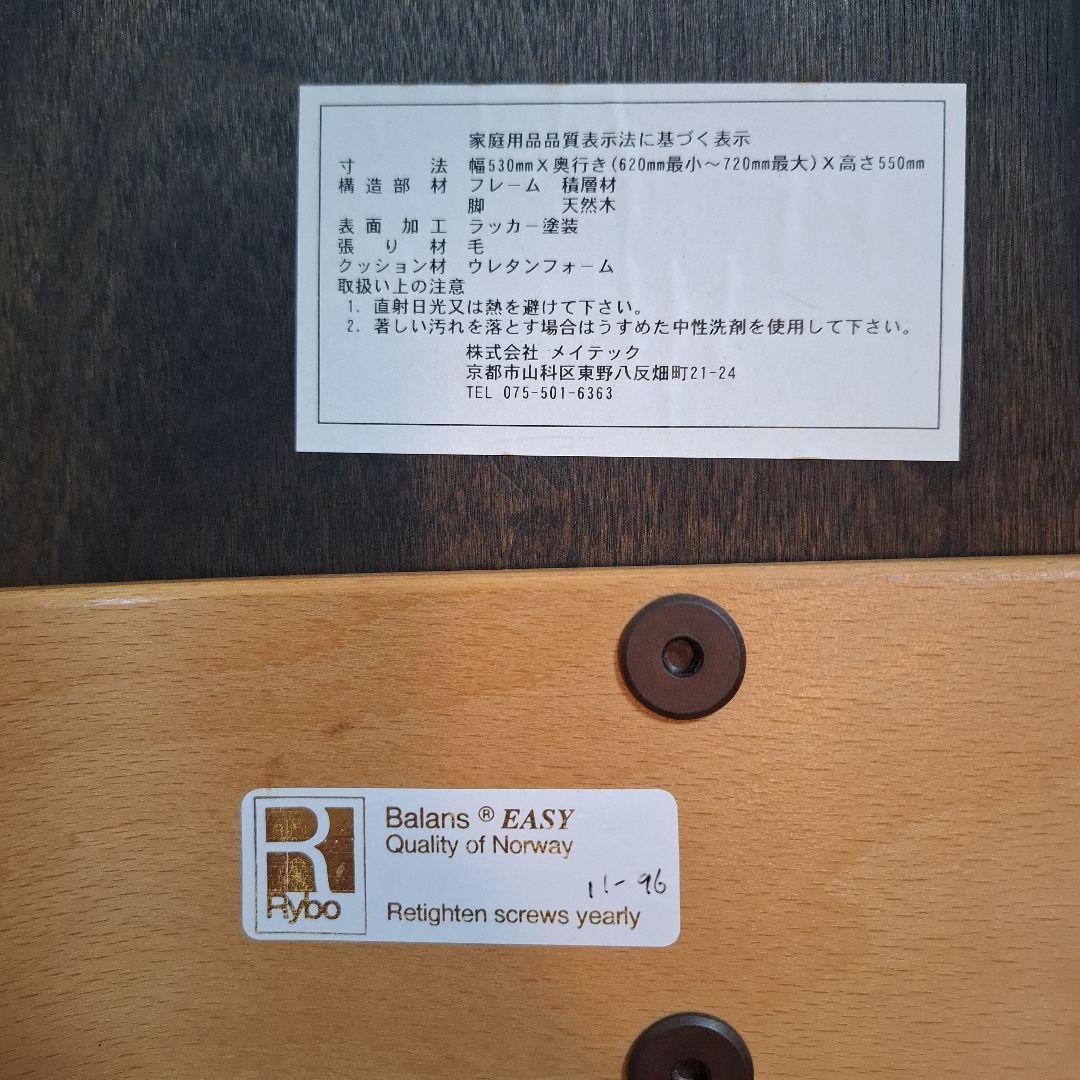 家庭用品品質表示法に基づく表示
寸法 幅530mm X 奥行き(620mm最小～720mm最大) X 高さ550mm
構造部材 フレーム 積層材
脚 天然木
表面加工 ラッカー塗装
張り材 毛
クッション材 ウレタンフォーム
取扱い上の注意
1. 直射日光又は熱を避けて下さい。
2. 著しい汚れを落とす場合はうすめた中性洗剤を使用して下さい。
株式会社 メイテック
京都市山科区東野八反畑町21-24
TEL 075-501-6363
R
Rybo
Balans ® EASY
Quality of Norway
11-96
Retighten screws yearly